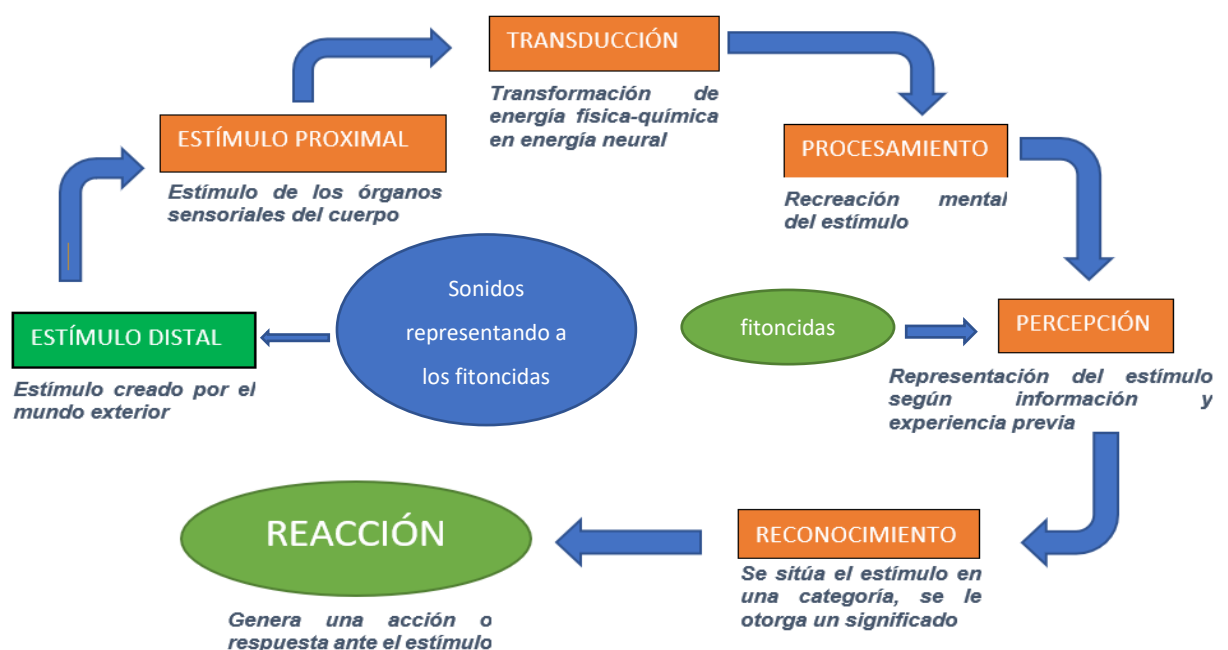 TRANSDUCCIÓN
Transformación de
energía física-química
en energía neural
ESTÍMULO PROXIMAL
Estímulo de los órganos
sensoriales del cuerpo
PROCESAMIENTO
Recreación mental
del estímulo
ESTÍMULO DISTAL
Estímulo creado por el
mundo exterior
Sonidos
representando a
los fitoncidas
fitoncidas
PERCEPCIÓN
Representación del estímulo
según información y
experiencia previa
RECONOCIMIENTO
Se sitúa el estímulo en
una categoría, se le
otorga un significado
REACCIÓN
Genera una acción o
respuesta ante el estímulo